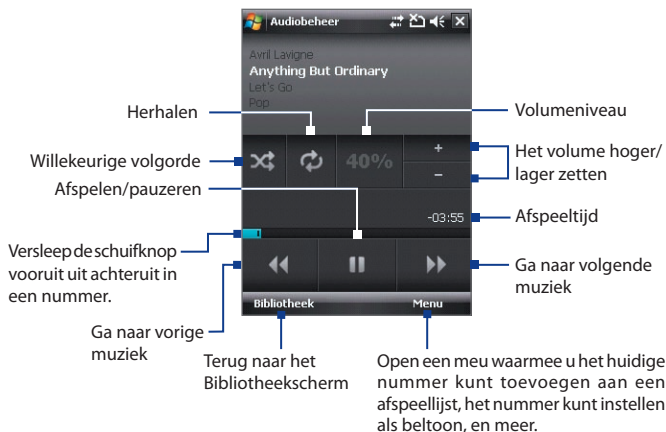 Audiobeheer
Avril Lavigne
Anything But Ordinary
Let's Go
Pop
Herhalen
Volumeniveau
Willekeurige volgorde
40%
+
−
Het volume hoger/
lager zetten
Afspelen/pauzeren
-03:55
Afspeeltijd
Versleep de schuifknop
vooruit uit achteruit in
een nummer.
Ga naar volgende
muziek
Bibliotheek
Menu
Ga naar vorige
muziek
Terug naar het
Bibliotheekscherm
Open een meu waarmee u het huidige
nummer kunt toevoegen aan een
afspeellijst, het nummer kunt instellen
als beltoon, en meer.